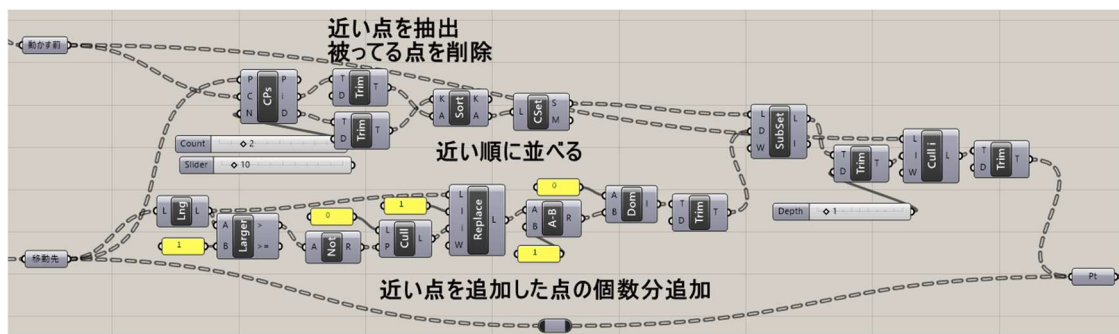 近い点を抽出
被ってる点を削除
動かす前
P
C
N
CPs
P
i
D
T
D
Trim
T
T
D
Trim
T
K
A
Sort
K
A
L
CSet
S
M
Count
2
Slider
10
近い順に並べる
L
D
W
SubSet
L
I
T
D
Trim
T
L
I
W
Cull i
L
T
D
Trim
T
Depth
1
L
Lng
L
A
B
Larger
>
>=
1
0
A
Not
R
1
L
P
Cull
L
L
I
i
W
Replace
L
0
A
B
A-B
R
1
A
B
Dom
I
T
D
Trim
T
移動先
近い点を追加した点の個数分追加
Pt